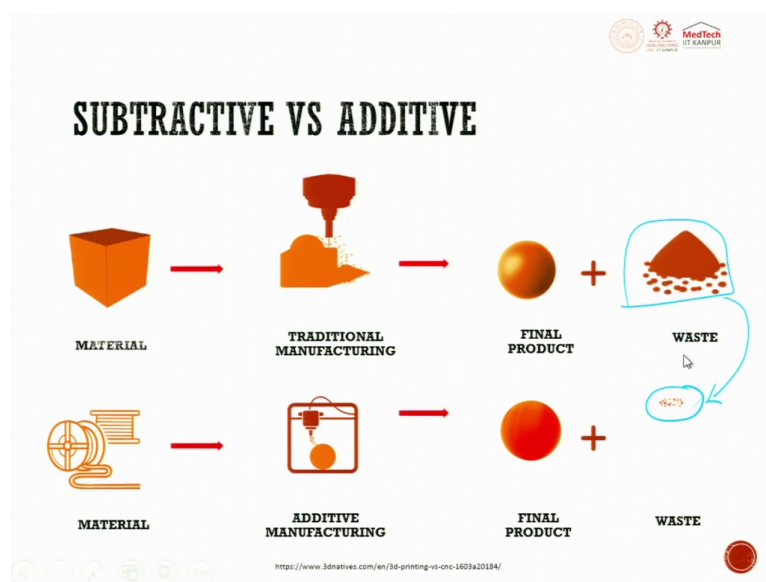 MedTech
IIT KANPUR
SUBTRACTIVE VS ADDITIVE
MATERIAL
TRADITIONAL
MANUFACTURING
FINAL
PRODUCT
WASTE
MATERIAL
ADDITIVE
MANUFACTURING
FINAL
PRODUCT
WASTE
https://www.3dnatives.com/en/3d-printing-vs-cnc-1603a20184/